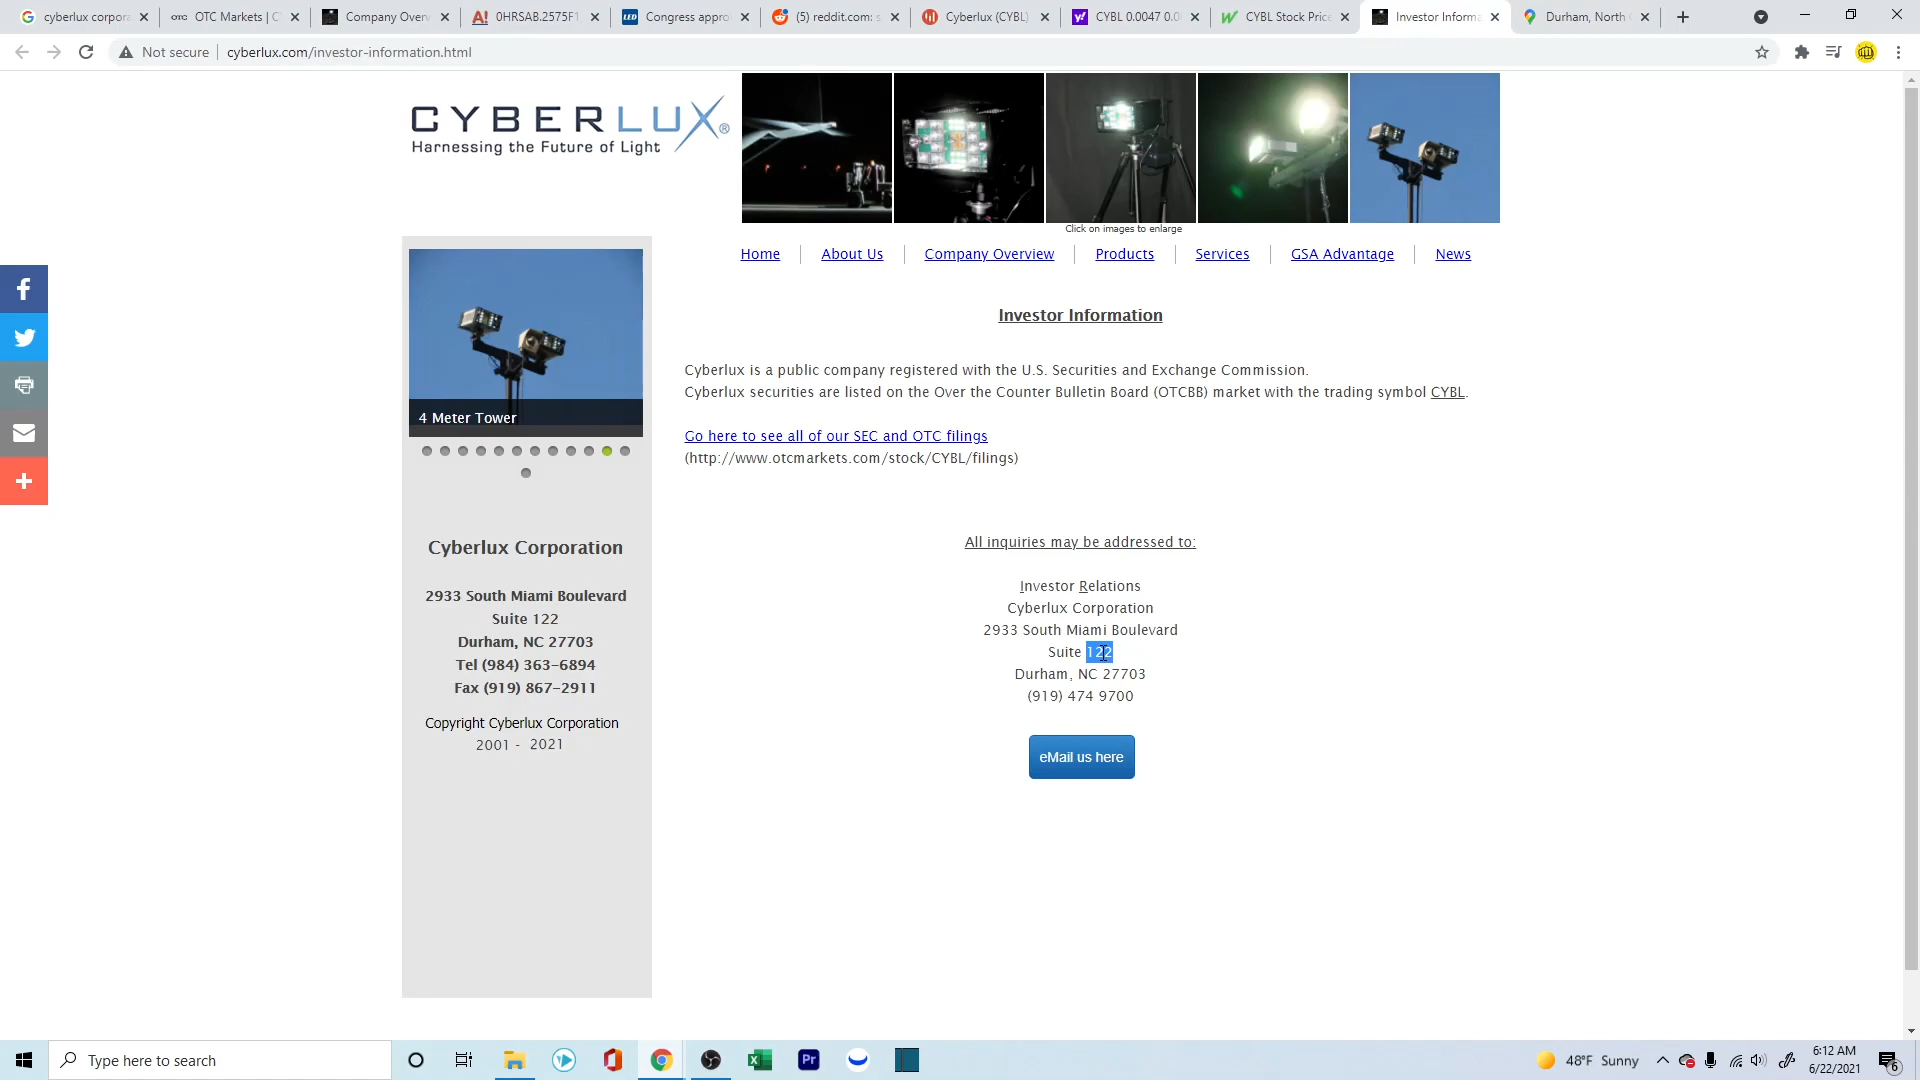 cyberlux corpora
OTC Markets | C
Company Over
0HRSAB.2575F1
Congress appro
(5) reddit.com: s
Cyberlux (CYBL)
CYBL 0.0047 0.0
CYBL Stock Price
Investor Inform
Durham, North
Not secure
cyberlux.com/investor-information.html
CYBERLUX®
Harnessing the Future of Light
Click on images to enlarge
Home
About Us
Company Overview
Products
Services
GSA Advantage
News
4 Meter Tower
Investor Information
Cyberlux is a public company registered with the U.S. Securities and Exchange Commission.
Cyberlux securities are listed on the Over the Counter Bulletin Board (OTCBB) market with the trading symbol CYBL.
Go here to see all of our SEC and OTC filings
(http://www.otcmarkets.com/stock/CYBL/filings)
Cyberlux Corporation
2933 South Miami Boulevard
Suite 122
Durham, NC 27703
Tel (984) 363-6894
Fax (919) 867-2911
Copyright Cyberlux Corporation
2001 - 2021
All inquiries may be addressed to:
Investor Relations
Cyberlux Corporation
2933 South Miami Boulevard
Suite 122
Durham, NC 27703
(919) 474 9700
eMail us here
Type here to search
48°F Sunny
6:12 AM
6/22/2021